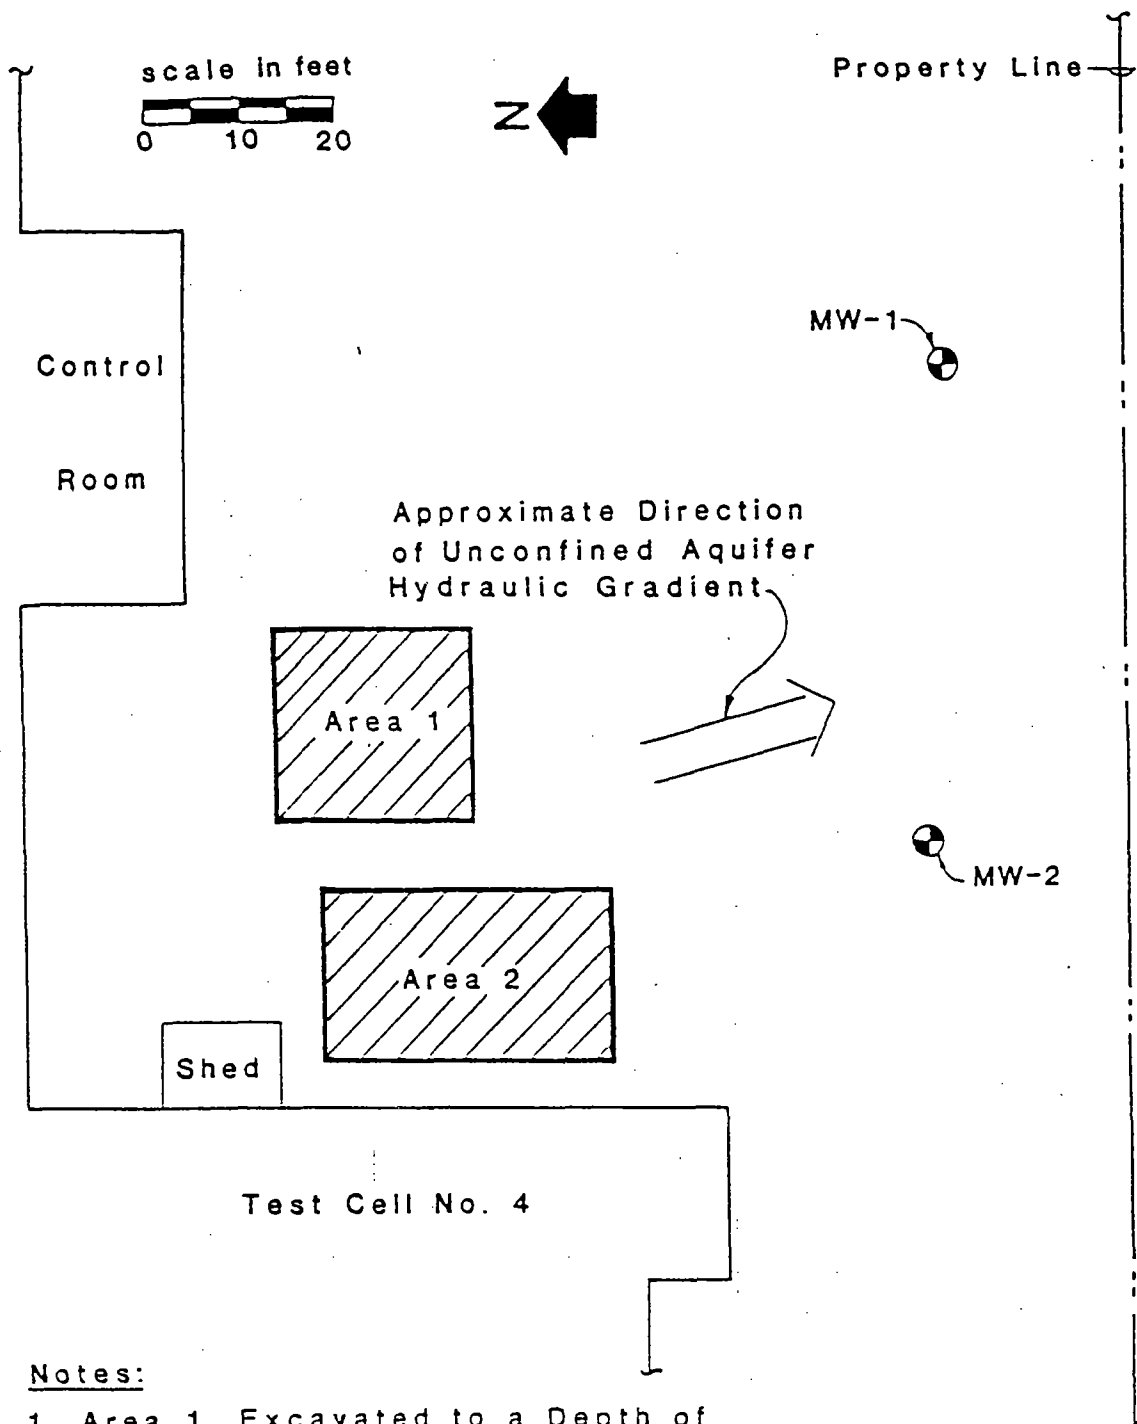 scale in feet
0 10 20
N
Property Line
MW-1
Control
Room
Approximate Direction
of Unconfined Aquifer
Hydraulic Gradient
Area 1
MW-2
Area 2
Shed
Test Cell No. 4
Notes:
1. Area 1 Excavated to a Depth of